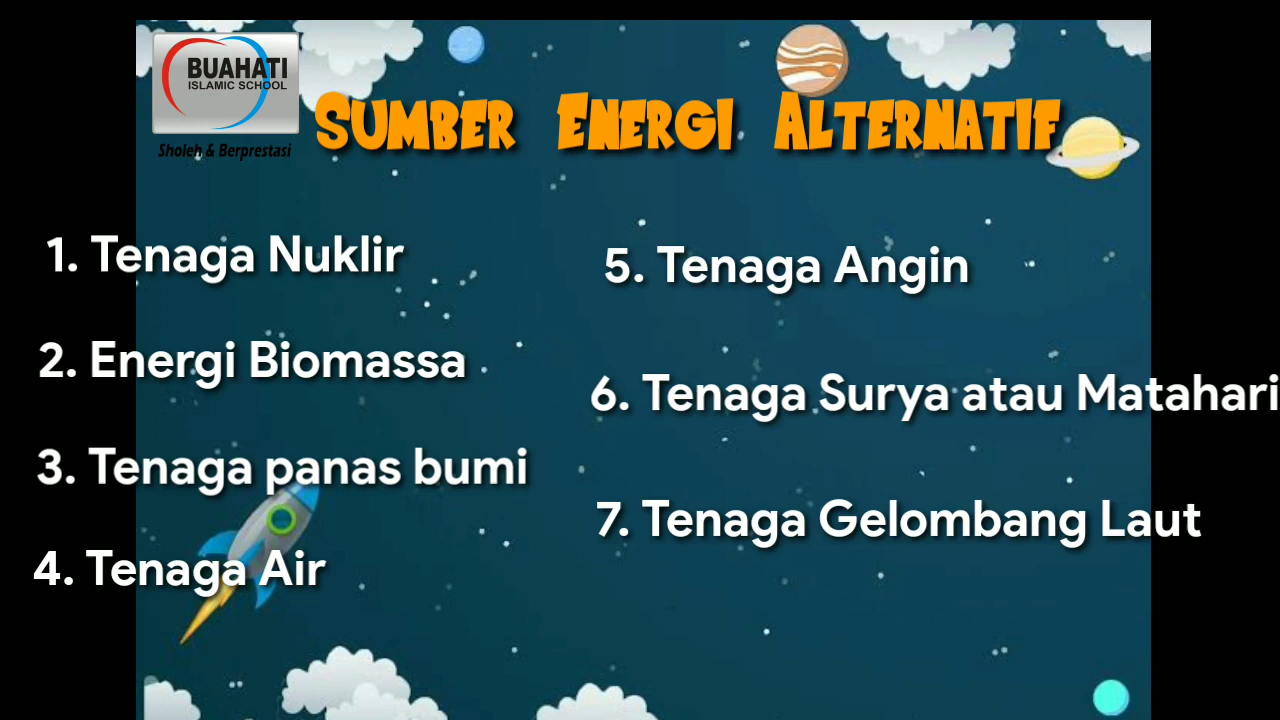 BUAHATI
ISLAMIC SCHOOL
Sholeh & Berprestasi
Sumber Energi Alternatif
1. Tenaga Nuklir
2. Energi Biomassa
3. Tenaga panas bumi
4. Tenaga Air
5. Tenaga Angin
6. Tenaga Surya atau Matahari
7. Tenaga Gelombang Laut